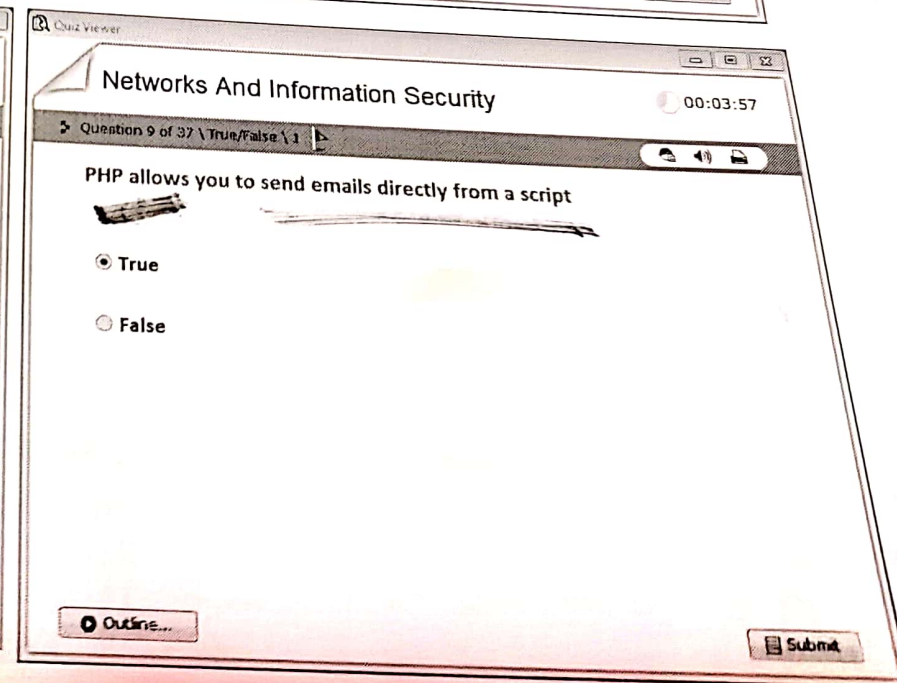 Quiz Viewer
Networks And Information Security
00:03:57
Question 9 of 37 \ True/False \ 1
PHP allows you to send emails directly from a script
True
False
Outline...
Submit